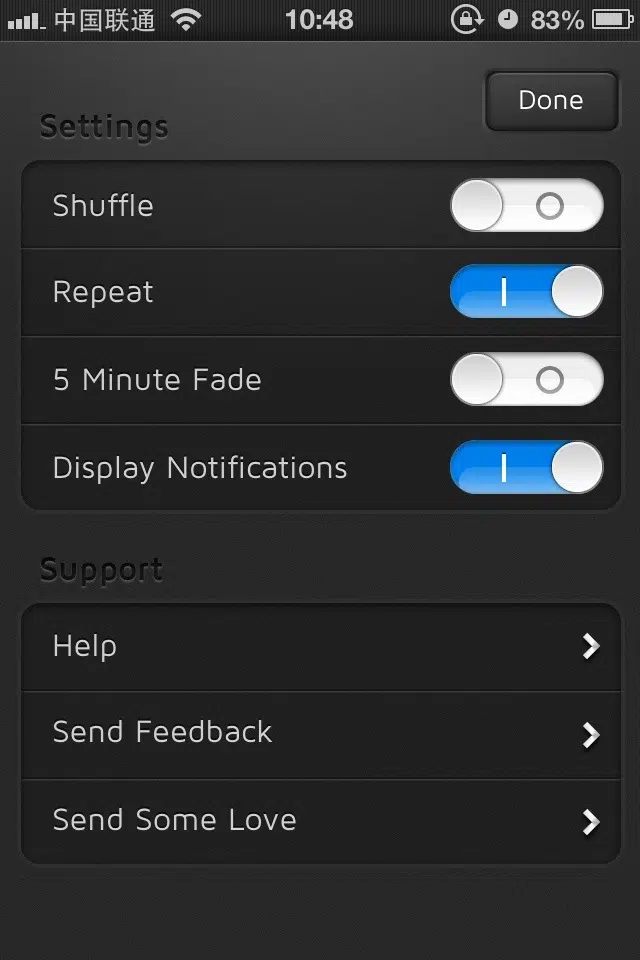 中国联通 10:48 83%
Done
Settings
Shuffle
Repeat
5 Minute Fade
Display Notifications
Support
Help
Send Feedback
Send Some Love